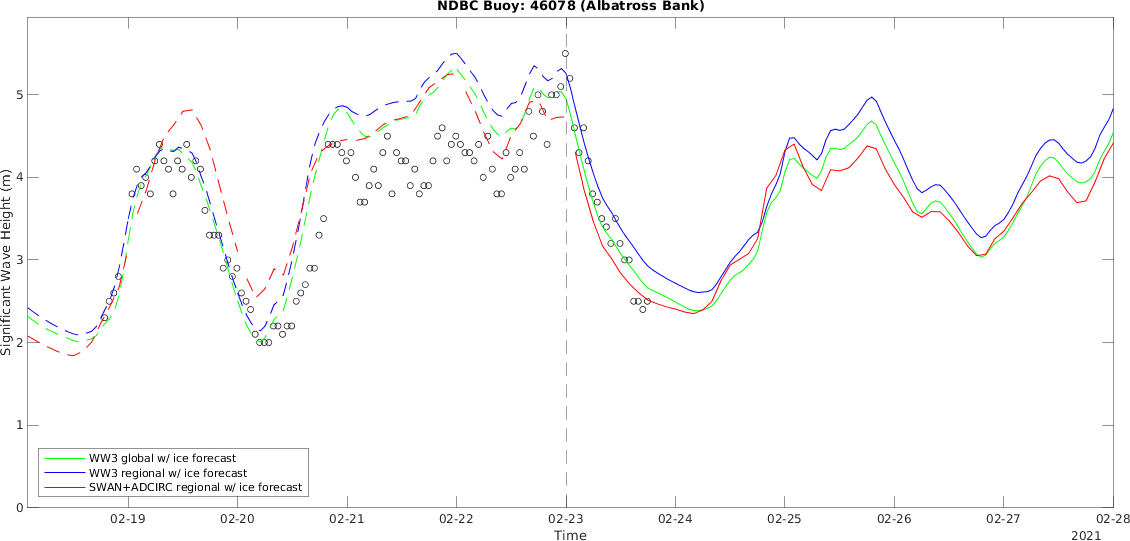 NDBC Buoy: 46078 (Albatross Bank)
Significant Wave Height (m)
5
4
3
2
1
0
WW3 global w/ ice forecast
WW3 regional w/ ice forecast
SWAN+ADCIRC regional w/ ice forecast
02-19 02-20 02-21 02-22 02-23 02-24 02-25 02-26 02-27 02-28
Time
2021